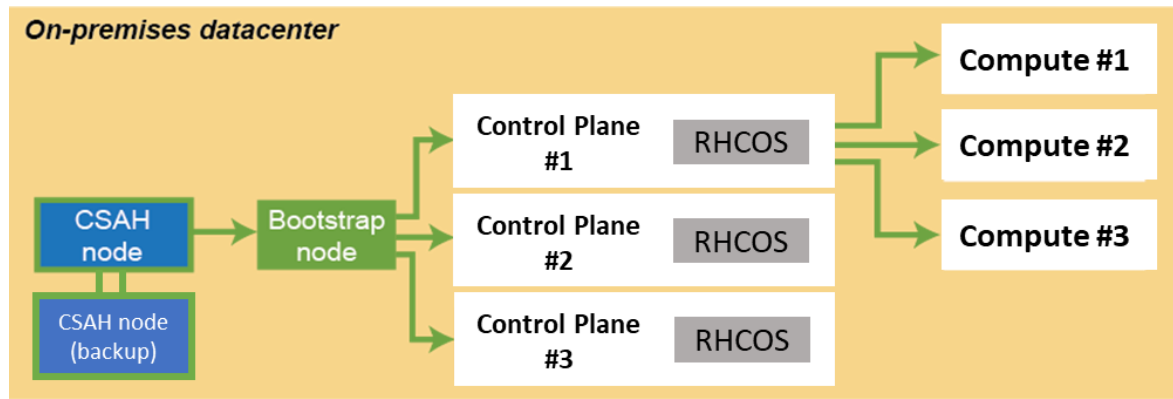 On-premises datacenter
CSAH
node
CSAH node
(backup)
Bootstrap
node
Control Plane
#1
RHCOS
Control Plane
#2
RHCOS
Control Plane
#3
RHCOS
Compute #1
Compute #2
Compute #3